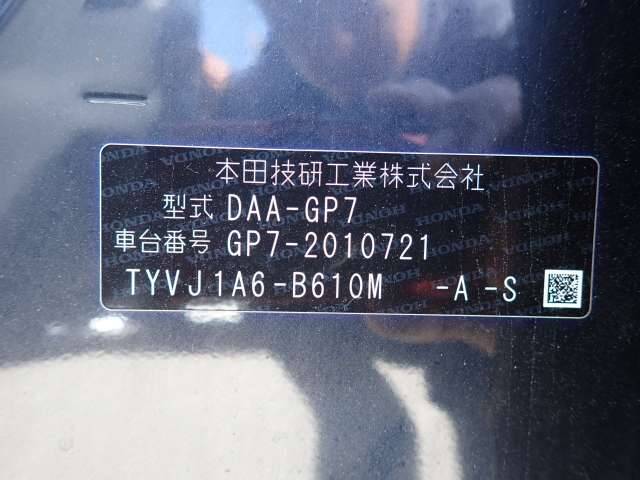 本田技研工業株式会社
型式 DAA-GP7
車台番号 GP7-2010721
TYVJ1A6-B610M -A -S